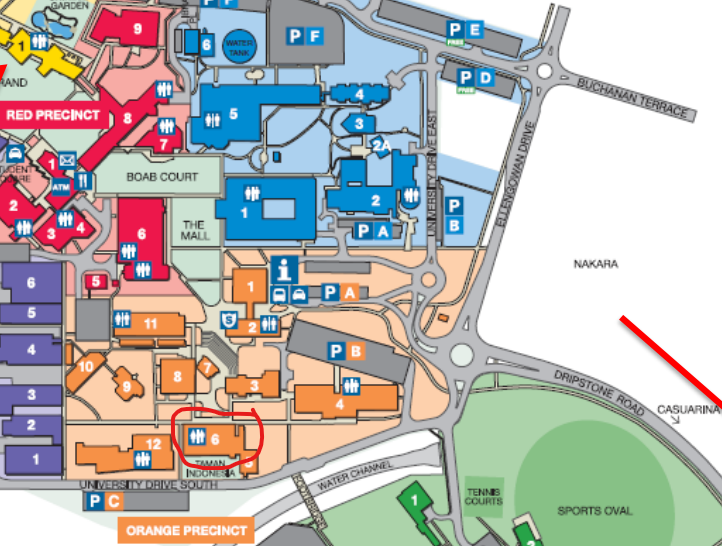 GARDEN
P P
1
9
6
WATER
TANK
P F
P E
FREE
P D
FREE
BUCHANAN TERRACE
RAND
RED PRECINCT
8
5
4
3
7
2A
UNIVERSITY DRIVE EAST
ELLENGOWAN DRIVE
1
ATM
11
BOAB COURT
2
3
4
6
THE
MALL
1
2
P A
P
B
NAKARA
6
5
5
i
1
P A
4
11
S
2
P B
10
9
8
7
3
4
3
2
1
12
6
5
TAMAN
INDONESIA
DRIPSTONE ROAD
CASUARINA
UNIVERSITY DRIVE SOUTH
P C
WATER CHANNEL
1
TENNIS
COURTS
SPORTS OVAL
ORANGE PRECINCT